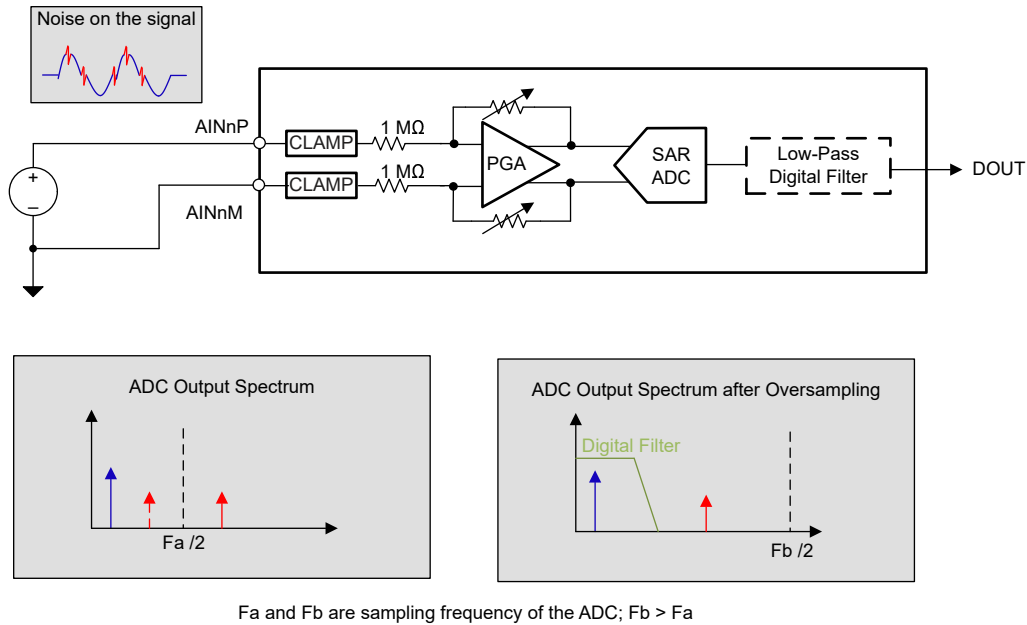 Noise on the signal
AINnP
CLAMP
1 MΩ
CLAMP
1 MΩ
AINnM
+
−
PGA
SAR
ADC
Low-Pass
Digital Filter
DOUT
ADC Output Spectrum
Fa /2
ADC Output Spectrum after Oversampling
Digital Filter
Fb /2
Fa and Fb are sampling frequency of the ADC; Fb > Fa